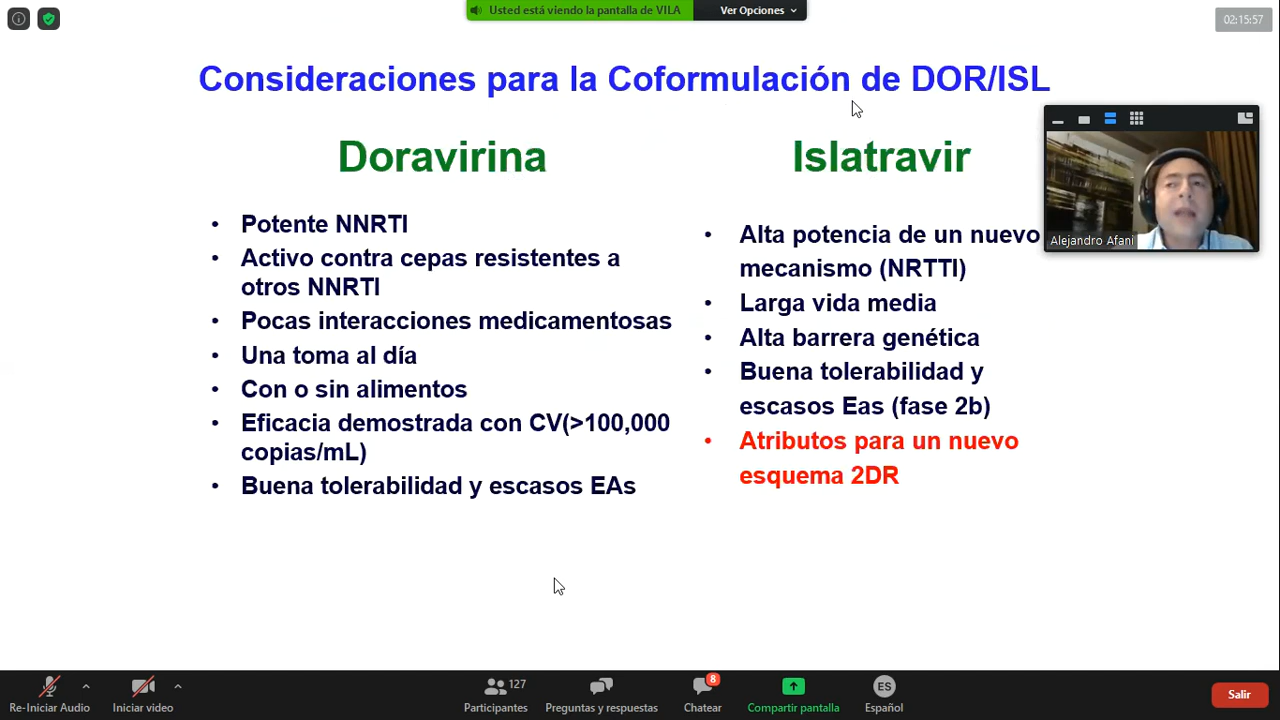 Usted está viendo la pantalla de VILA
Ver Opciones
02:15:57
Consideraciones para la Coformulación de DOR/ISL
Doravirina
• Potente NNRTI
• Activo contra cepas resistentes a
otros NNRTI
• Pocas interacciones medicamentosas
• Una toma al día
• Con o sin alimentos
• Eficacia demostrada con CV(>100,000
copias/mL)
• Buena tolerabilidad y escasos EAs
Islatravir
• Alta potencia de un nuevo
mecanismo (NRTTI)
• Larga vida media
• Alta barrera genética
• Buena tolerabilidad y
escasos Eas (fase 2b)
• Atributos para un nuevo
esquema 2DR
Alejandro Afani
Re-Iniciar Audio
Iniciar video
127
Participantes
Preguntas y respuestas
8
Chatear
Compartir pantalla
ES
Español
Salir